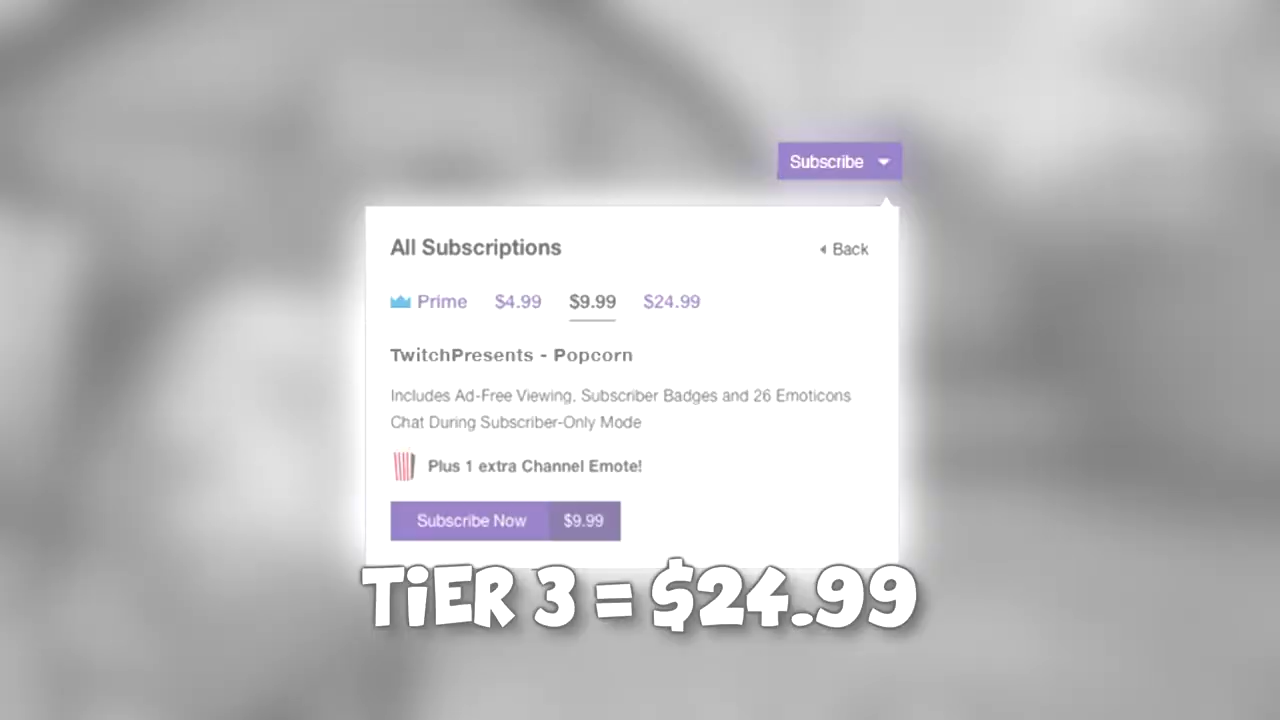 Subscribe
All Subscriptions
Back
Prime $4.99 $9.99 $24.99
TwitchPresents - Popcorn
Includes Ad-Free Viewing, Subscriber Badges and 26 Emoticons
Chat During Subscriber-Only Mode
Plus 1 extra Channel Emote!
Subscribe Now $9.99
TiER 3 = $24.99